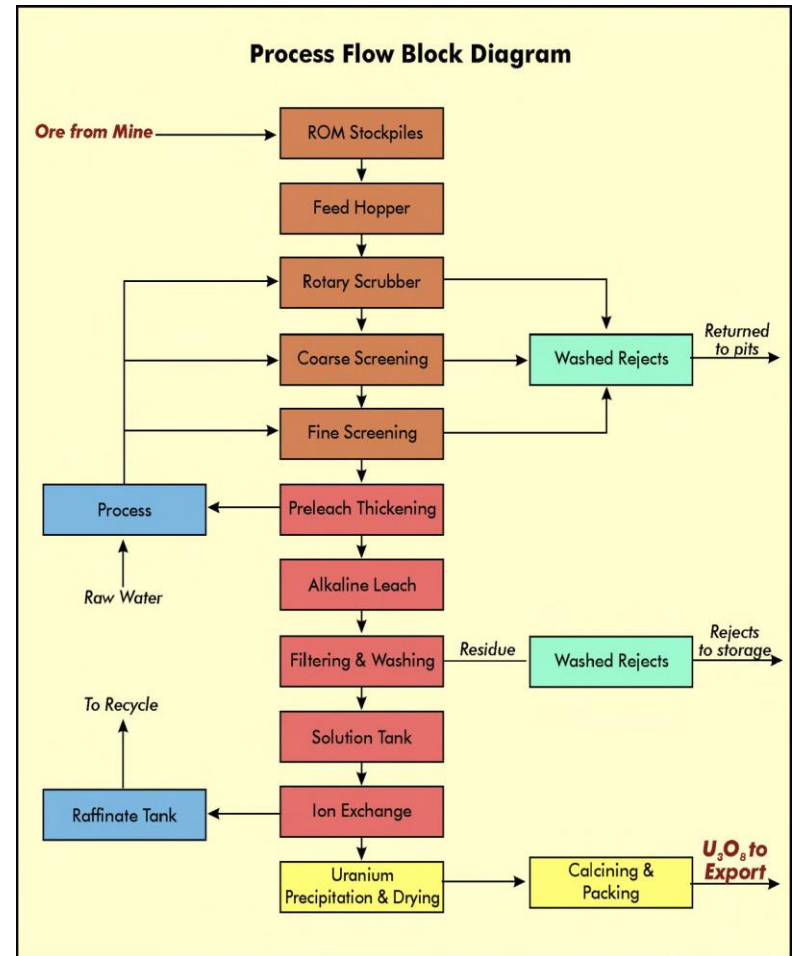 Process Flow Block Diagram
Ore from Mine
ROM Stockpiles
Feed Hopper
Rotary Scrubber
Coarse Screening
Washed Rejects
Returned
to pits
Fine Screening
Process
Preleach Thickening
Raw Water
Alkaline Leach
Filtering & Washing
Residue
Washed Rejects
Rejects
to storage
To Recycle
Solution Tank
Raffinate Tank
Ion Exchange
Uranium
Precipitation & Drying
Calcining &
Packing
U₃O₈ to
Export